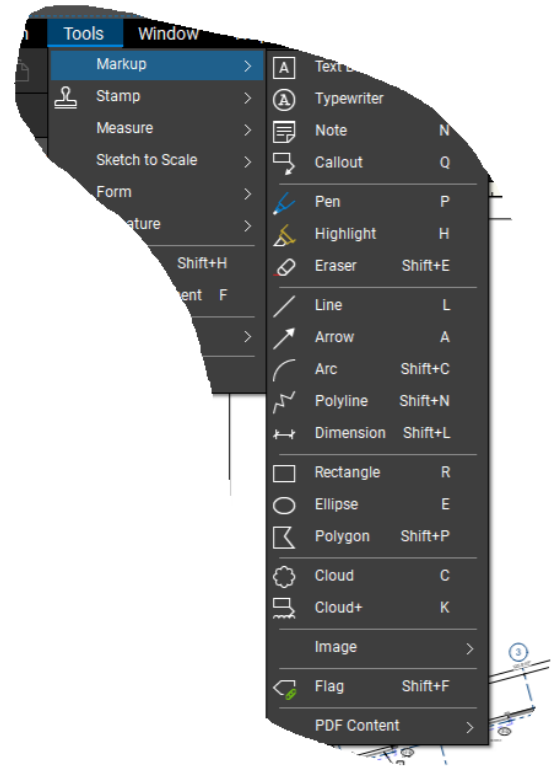 Tools Window
Markup
Stamp
Measure
Sketch to Scale
Form
Shift+H
F
Text
Typewriter
Note N
Callout Q
Pen P
Highlight H
Eraser Shift+E
Line L
Arrow A
Arc Shift+C
Polyline Shift+N
Dimension Shift+L
Rectangle R
Ellipse E
Polygon Shift+P
Cloud C
Cloud+ K
Image
Flag Shift+F
PDF Content
3